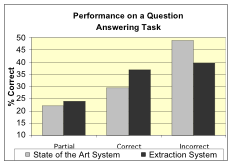 Performance on a Question
Answering Task
% Correct
50
45
40
35
30
25
20
15
10
Partial Correct Incorrect
State of the Art System Extraction System